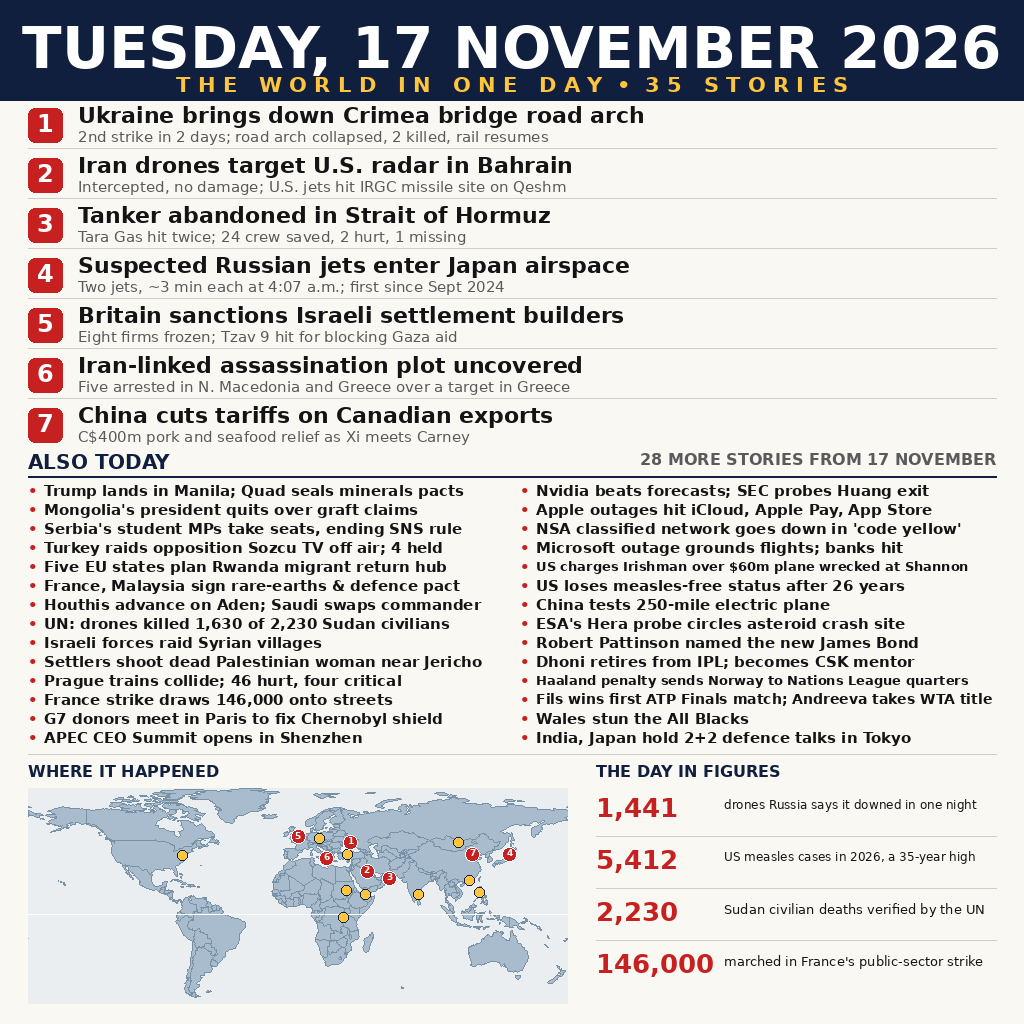 TUESDAY, 17 NOVEMBER 2026
THE WORLD IN ONE DAY • 35 STORIES
1 Ukraine brings down Crimea bridge road arch
2nd strike in 2 days; road arch collapsed, 2 killed, rail resumes
2 Iran drones target U.S. radar in Bahrain
Intercepted, no damage; U.S. jets hit IRGC missile site on Qeshm
3 Tanker abandoned in Strait of Hormuz
Tara Gas hit twice; 24 crew saved, 2 hurt, 1 missing
4 Suspected Russian jets enter Japan airspace
Two jets, ~3 min each at 4:07 a.m.; first since Sept 2024
5 Britain sanctions Israeli settlement builders
Eight firms frozen; Tzav 9 hit for blocking Gaza aid
6 Iran-linked assassination plot uncovered
Five arrested in N. Macedonia and Greece over a target in Greece
7 China cuts tariffs on Canadian exports
C$400m pork and seafood relief as Xi meets Carney
ALSO TODAY
28 MORE STORIES FROM 17 NOVEMBER
• Trump lands in Manila; Quad seals minerals pacts
• Mongolia's president quits over graft claims
• Serbia's student MPs take seats, ending SNS rule
• Turkey raids opposition Sozcu TV off air; 4 held
• Five EU states plan Rwanda migrant return hub
• France, Malaysia sign rare-earths & defence pact
• Houthis advance on Aden; Saudi swaps commander
• UN: drones killed 1,630 of 2,230 Sudan civilians
• Israeli forces raid Syrian villages
• Settlers shoot dead Palestinian woman near Jericho
• Prague trains collide; 46 hurt, four critical
• France strike draws 146,000 onto streets
• G7 donors meet in Paris to fix Chernobyl shield
• APEC CEO Summit opens in Shenzhen
• Nvidia beats forecasts; SEC probes Huang exit
• Apple outages hit iCloud, Apple Pay, App Store
• NSA classified network goes down in 'code yellow'
• Microsoft outage grounds flights; banks hit
• US charges Irishman over $60m plane wrecked at Shannon
• US loses measles-free status after 26 years
• China tests 250-mile electric plane
• ESA's Hera probe circles asteroid crash site
• Robert Pattinson named the new James Bond
• Dhoni retires from IPL; becomes CSK mentor
• Haaland penalty sends Norway to Nations League quarters
• Fils wins first ATP Finals match; Andreeva takes WTA title
• Wales stun the All Blacks
• India, Japan hold 2+2 defence talks in Tokyo
WHERE IT HAPPENED
5
1
6
7
4
2
3
THE DAY IN FIGURES
1,441 drones Russia says it downed in one night
5,412 US measles cases in 2026, a 35-year high
2,230 Sudan civilian deaths verified by the UN
146,000 marched in France's public-sector strike